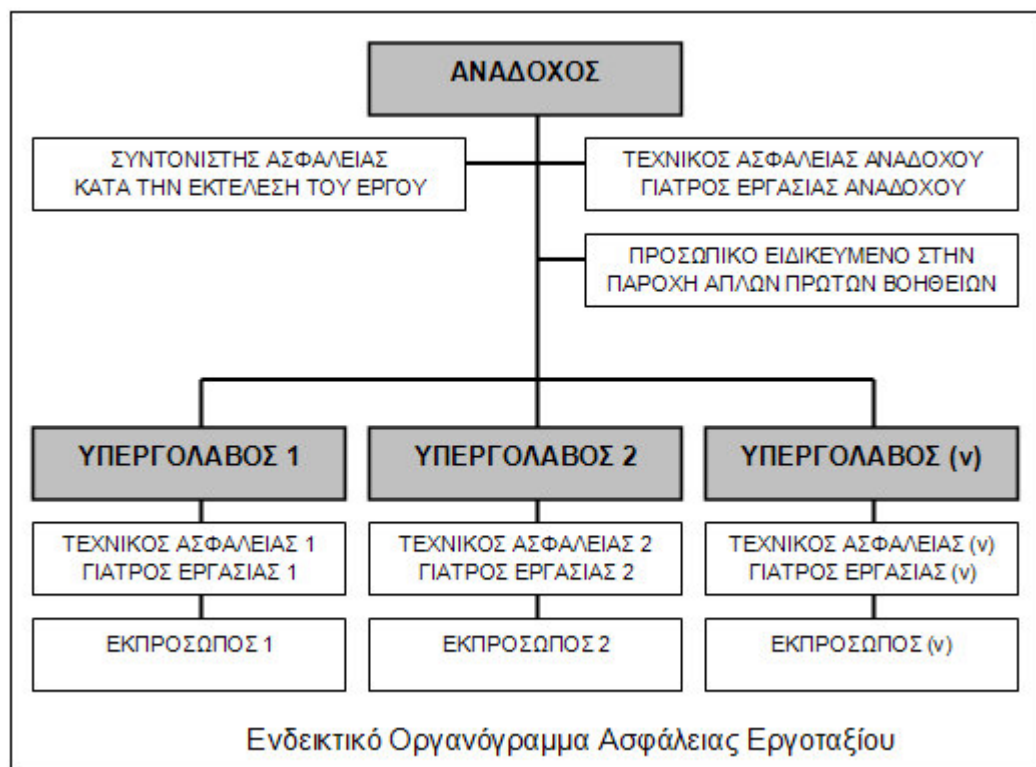 ΑΝΑΔΟΧΟΣ
ΣΥΝΤΟΝΙΣΤΗΣ ΑΣΦΑΛΕΙΑΣ
ΚΑΤΑ ΤΗΝ ΕΚΤΕΛΕΣΗ ΤΟΥ ΕΡΓΟΥ
ΤΕΧΝΙΚΟΣ ΑΣΦΑΛΕΙΑΣ ΑΝΑΔΟΧΟΥ
ΓΙΑΤΡΟΣ ΕΡΓΑΣΙΑΣ ΑΝΑΔΟΧΟΥ
ΠΡΟΣΩΠΙΚΟ ΕΙΔΙΚΕΥΜΕΝΟ ΣΤΗΝ
ΠΑΡΟΧΗ ΑΠΛΩΝ ΠΡΩΤΩΝ ΒΟΗΘΕΙΩΝ
ΥΠΕΡΓΟΛΑΒΟΣ 1
ΤΕΧΝΙΚΟΣ ΑΣΦΑΛΕΙΑΣ 1
ΓΙΑΤΡΟΣ ΕΡΓΑΣΙΑΣ 1
ΕΚΠΡΟΣΩΠΟΣ 1
ΥΠΕΡΓΟΛΑΒΟΣ 2
ΤΕΧΝΙΚΟΣ ΑΣΦΑΛΕΙΑΣ 2
ΓΙΑΤΡΟΣ ΕΡΓΑΣΙΑΣ 2
ΕΚΠΡΟΣΩΠΟΣ 2
ΥΠΕΡΓΟΛΑΒΟΣ (ν)
ΤΕΧΝΙΚΟΣ ΑΣΦΑΛΕΙΑΣ (ν)
ΓΙΑΤΡΟΣ ΕΡΓΑΣΙΑΣ (ν)
ΕΚΠΡΟΣΩΠΟΣ (ν)
Ενδεικτικό Οργανόγραμμα Ασφάλειας Εργοταξίου